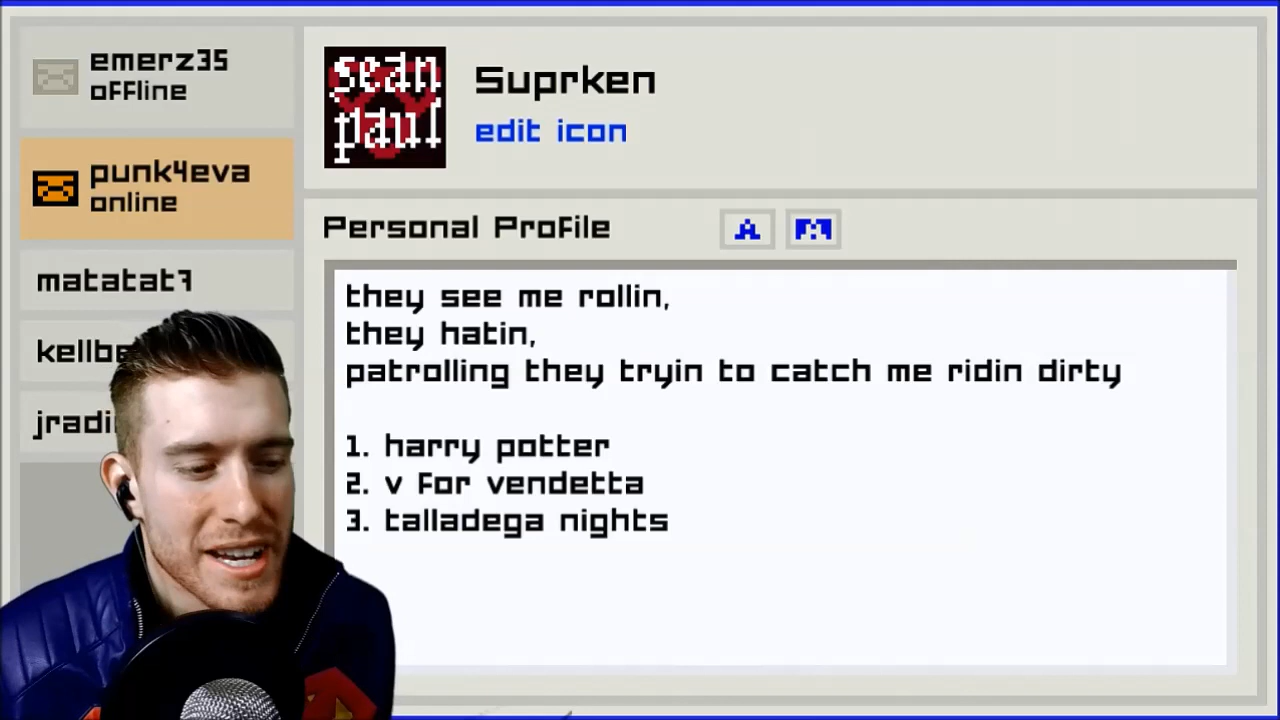 emerz35
offline
punk4eva
online
matatat7
sean
paul
Suprken
edit icon
Personal Profile
A
they see me rollin,
they hatin,
patrolling they tryin to catch me ridin dirty
1. harry potter
2. v for vendetta
3. talladega nights